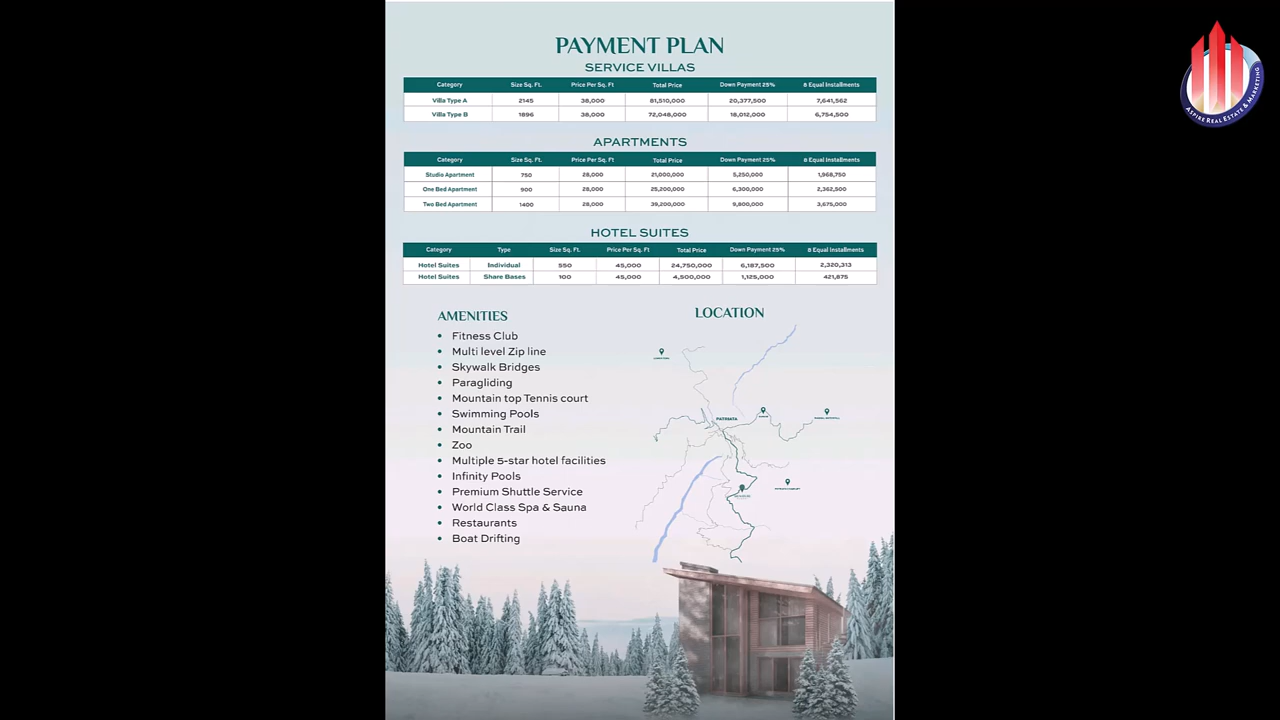 PAYMENT PLAN
SERVICE VILLAS
Category Size Sq. Ft. Price Per Sq. Ft Total Price Down Payment 25% 8 Equal Installments
Villa Type A 2145 38,000 81,510,000 20,377,500 7,641,562
Villa Type B 1896 38,000 72,048,000 18,012,000 6,754,500
APARTMENTS
Category Size Sq. Ft. Price Per Sq. Ft Total Price Down Payment 25% 8 Equal Installments
Studio Apartment 750 28,000 21,000,000 5,250,000 1,968,750
One Bed Apartment 900 28,000 25,200,000 6,300,000 2,362,500
Two Bed Apartment 1400 28,000 39,200,000 9,800,000 3,675,000
HOTEL SUITES
Category Type Size Sq. Ft. Price Per Sq. Ft Total Price Down Payment 25% 8 Equal Installments
Hotel Suites Individual 550 45,000 24,750,000 6,187,500 2,320,313
Hotel Suites Share Bases 100 45,000 4,500,000 1,125,000 421,875
AMENITIES
• Fitness Club
• Multi level Zip line
• Skywalk Bridges
• Paragliding
• Mountain top Tennis court
• Swimming Pools
• Mountain Trail
• Zoo
• Multiple 5-star hotel facilities
• Infinity Pools
• Premium Shuttle Service
• World Class Spa & Sauna
• Restaurants
• Boat Drifting
LOCATION
PATRIATA
ASPIRE REAL ESTATE & MARKETING